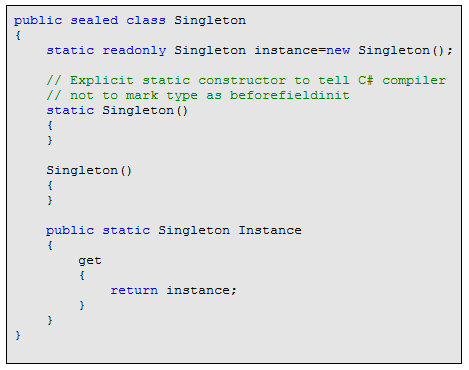 public sealed class Singleton
{
    static readonly Singleton instance=new Singleton();
    // Explicit static constructor to tell C# compiler
    // not to mark type as beforefieldinit
    static Singleton()
    {
    }
    Singleton()
    {
    }
    public static Singleton Instance
    {
        get
        {
            return instance;
        }
    }
}